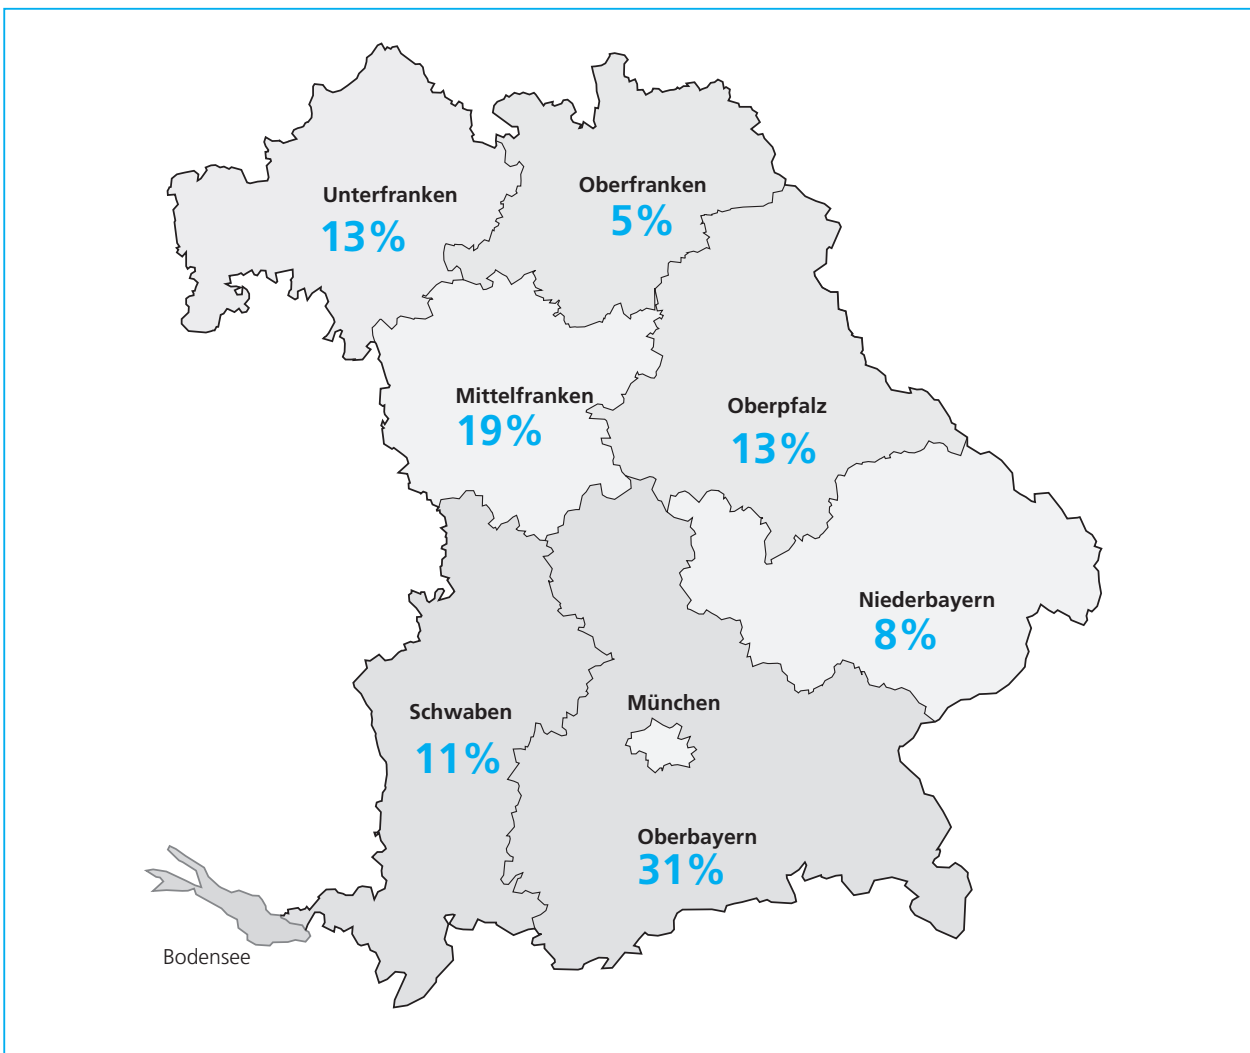 Unterfranken
13%
Oberfranken
5%
Mittelfranken
19%
Oberpfalz
13%
Niederbayern
8%
Schwaben
11%
München
Oberbayern
31%
Bodensee